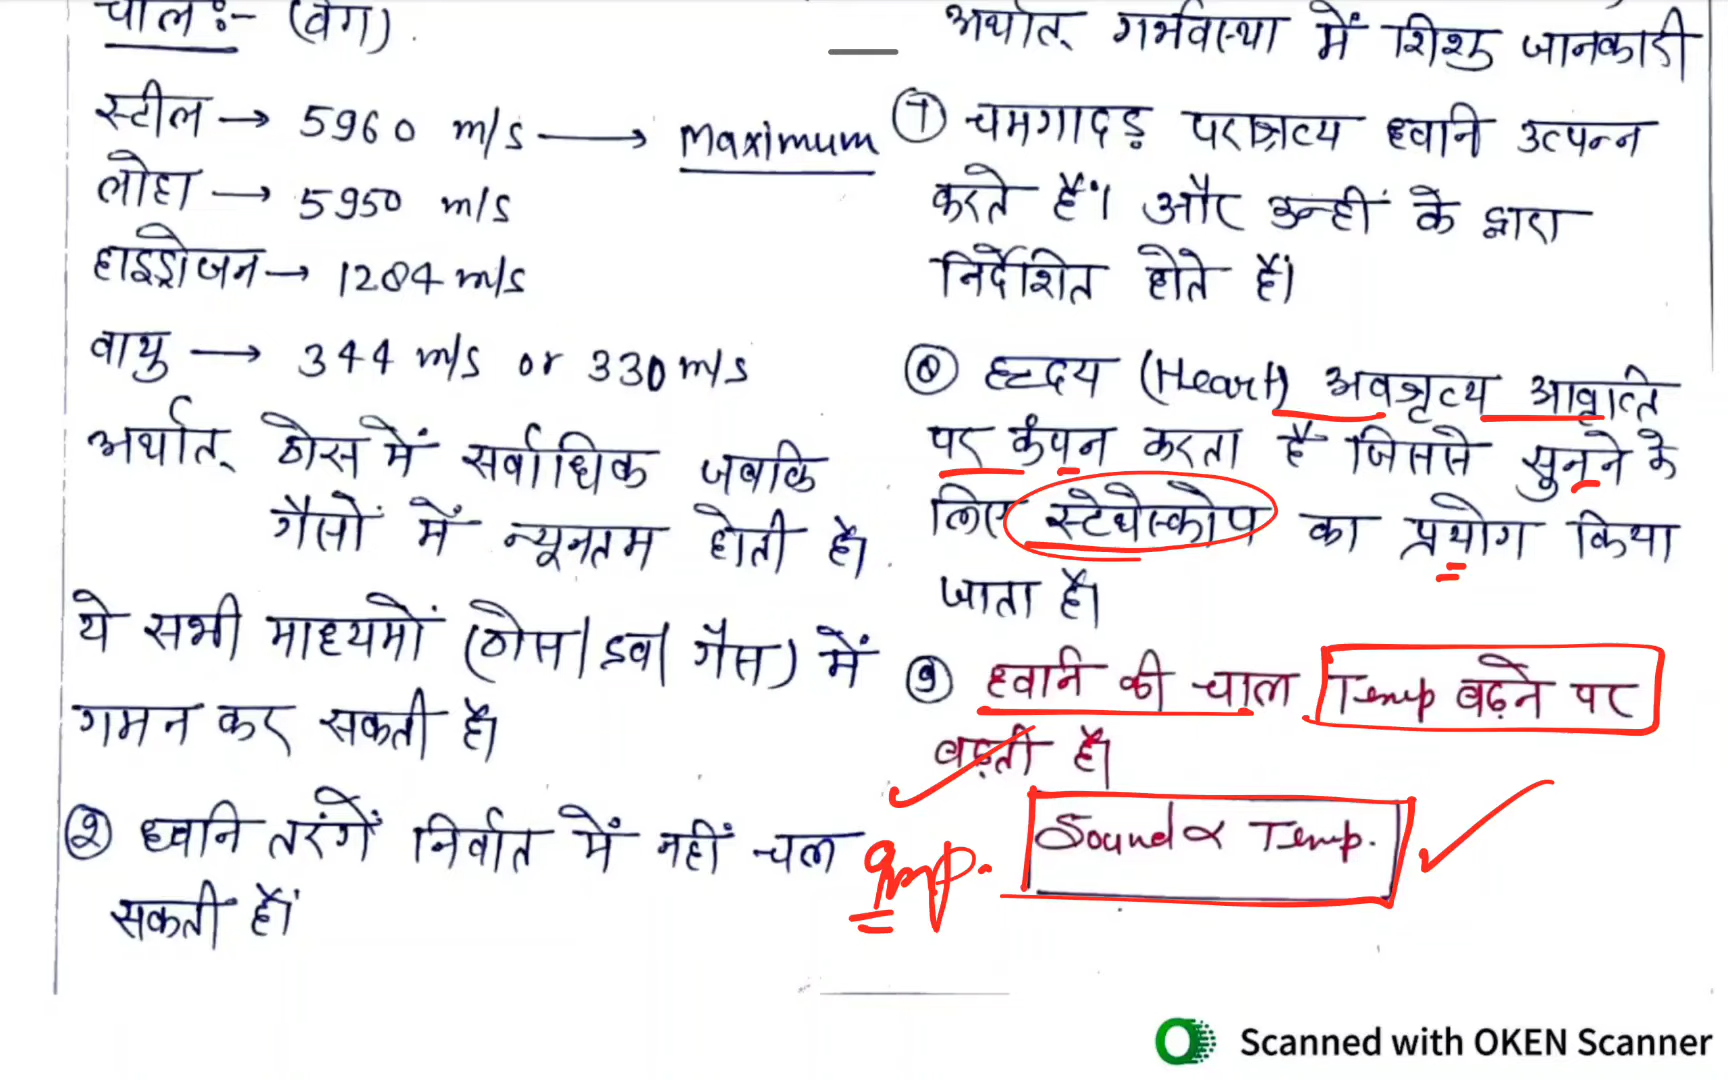 चाल :- (वेग).
स्टील → 5960 m/s → Maximum
लोहा → 5950 m/s
हाइड्रोजन → 1284 m/s
वायु → 344 m/s or 330 m/s
अर्थात् ठोस में सर्वाधिक जबकि
गैसों में न्यूनतम होती है।
ये सभी माध्यमों (ठोस/द्रव/गैस) में
गमन कर सकती है।
② ध्वनि तरंगें निर्वात में नहीं चल
सकती हैं।
अर्थात् गर्भवस्था में शिशु जानकारी
⑦ चमगादड़ पराश्रव्य ध्वनि उत्पन्न
करते हैं। और उन्हीं के द्वारा
निर्देशित होते हैं।
⑧ हृदय (Heart) अवश्रव्य आवृत्ति
पर कंपन करता है जिससे सुनने के
लिए स्टेथेस्कोप का प्रयोग किया
जाता है।
⑨ ध्वनि की चाल Temp बढ़ने पर
बढ़ती है।
Imp. Sound ∝ Temp.
Scanned with OKEN Scanner